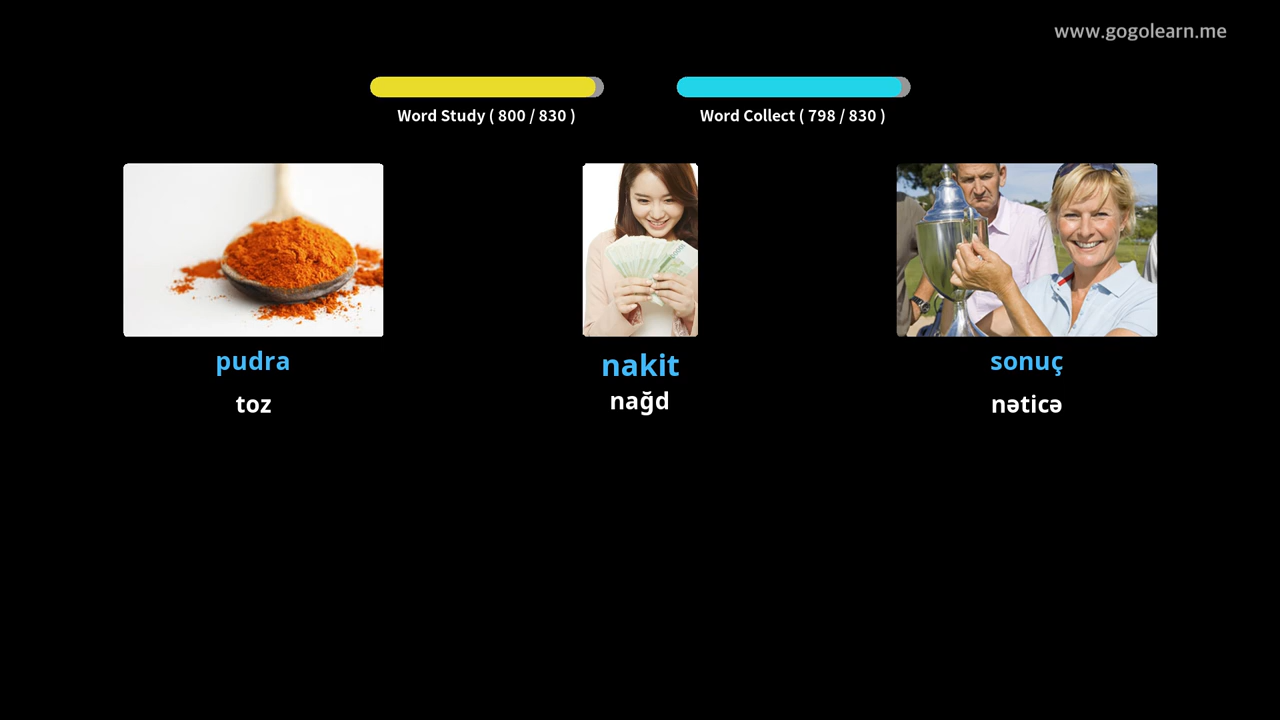 www.gogolearn.me
Word Study ( 800 / 830 )
Word Collect ( 798 / 830 )
pudra
nakit
sonuç
toz
nağd
nəticə